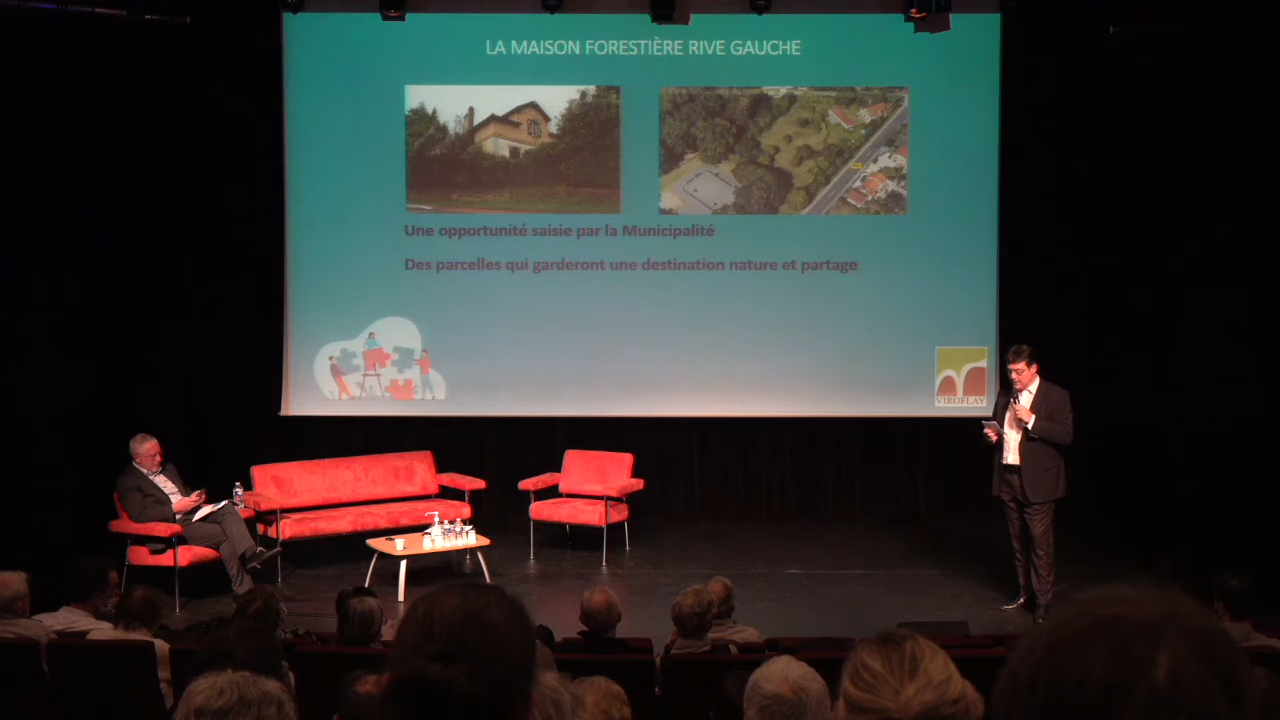 LA MAISON FORESTIÈRE RIVE GAUCHE
Une opportunité saisie par la Municipalité
Des parcelles qui garderont une destination nature et partage
VIROFLAY